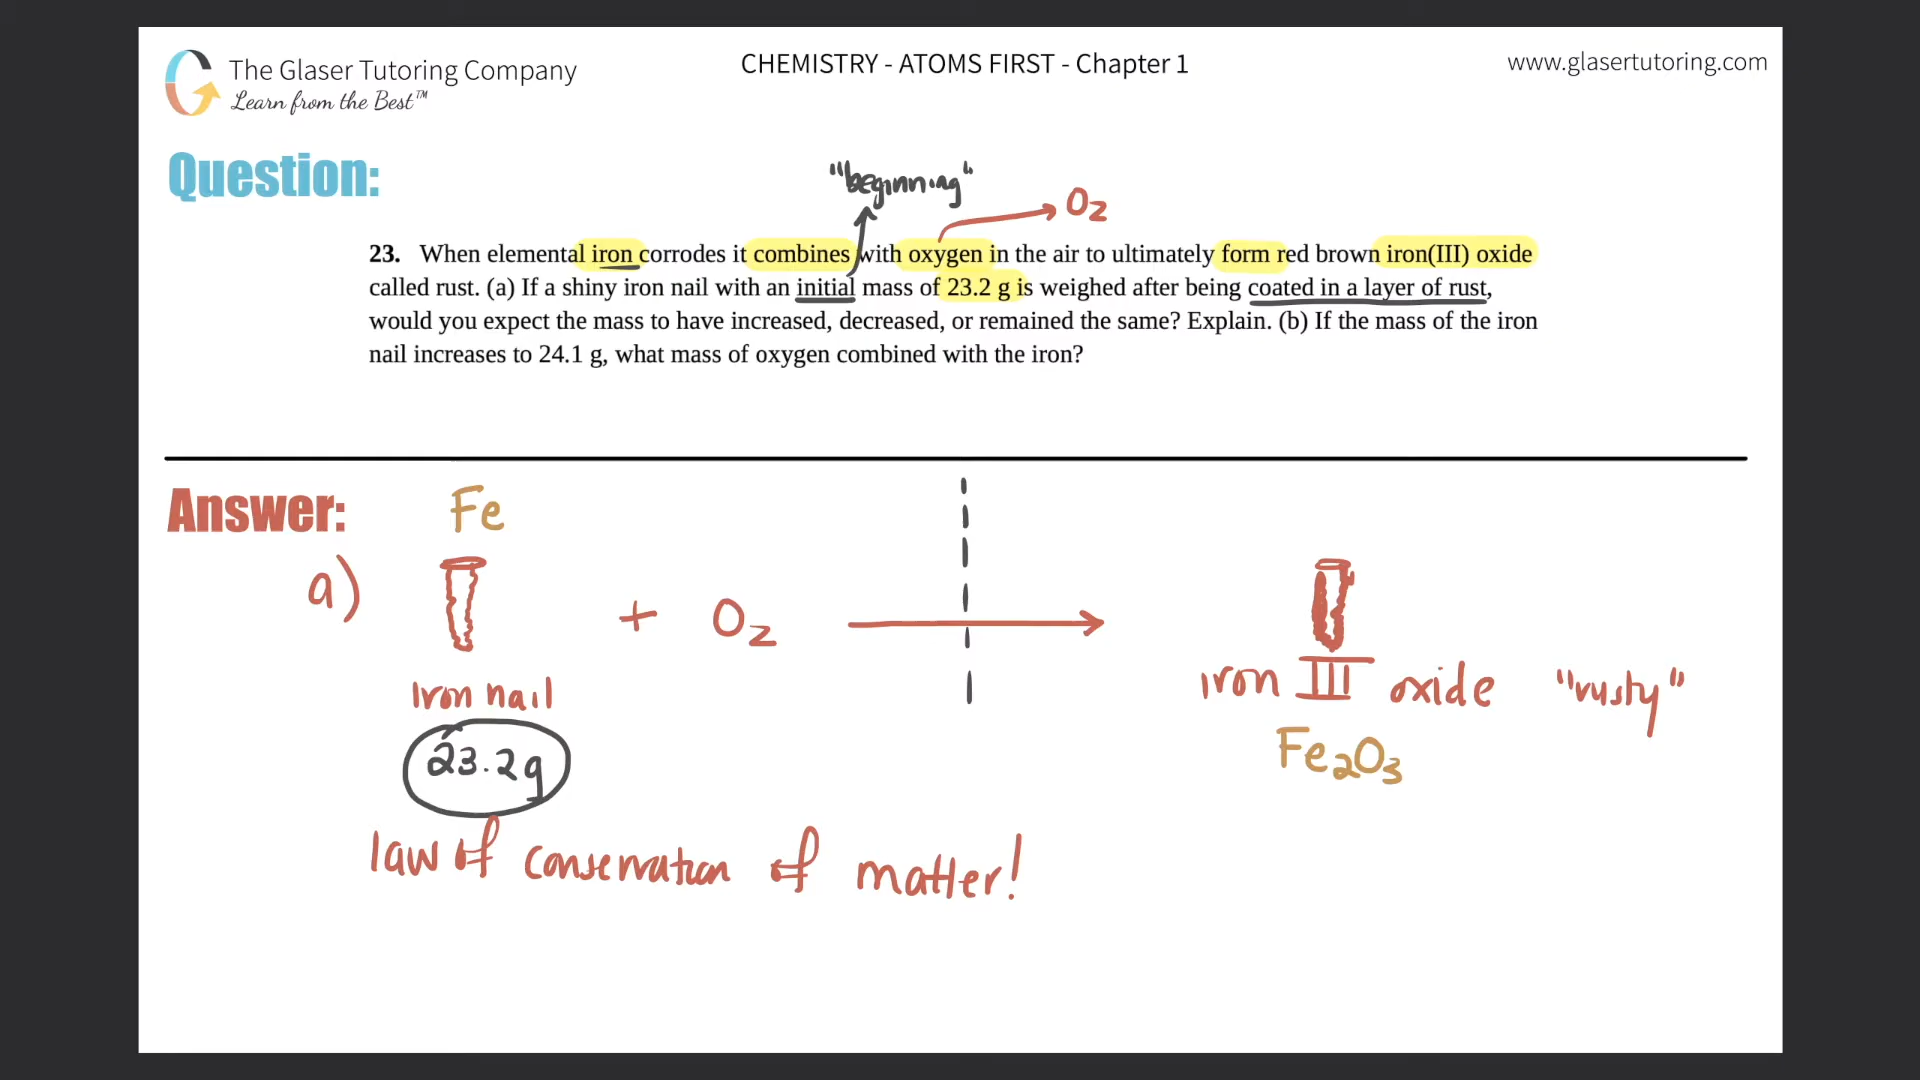 The Glaser Tutoring Company
Learn from the Best™
CHEMISTRY - ATOMS FIRST - Chapter 1
www.glasertutoring.com
Question:
"beginning"
O2
23. When elemental iron corrodes it combines with oxygen in the air to ultimately form red brown iron(III) oxide
called rust. (a) If a shiny iron nail with an initial mass of 23.2 g is weighed after being coated in a layer of rust,
would you expect the mass to have increased, decreased, or remained the same? Explain. (b) If the mass of the iron
nail increases to 24.1 g, what mass of oxygen combined with the iron?
Answer:
Fe
a)
+ O2
iron nail
iron III oxide "rusty"
23.2g
Fe2O3
law of conservation of matter!